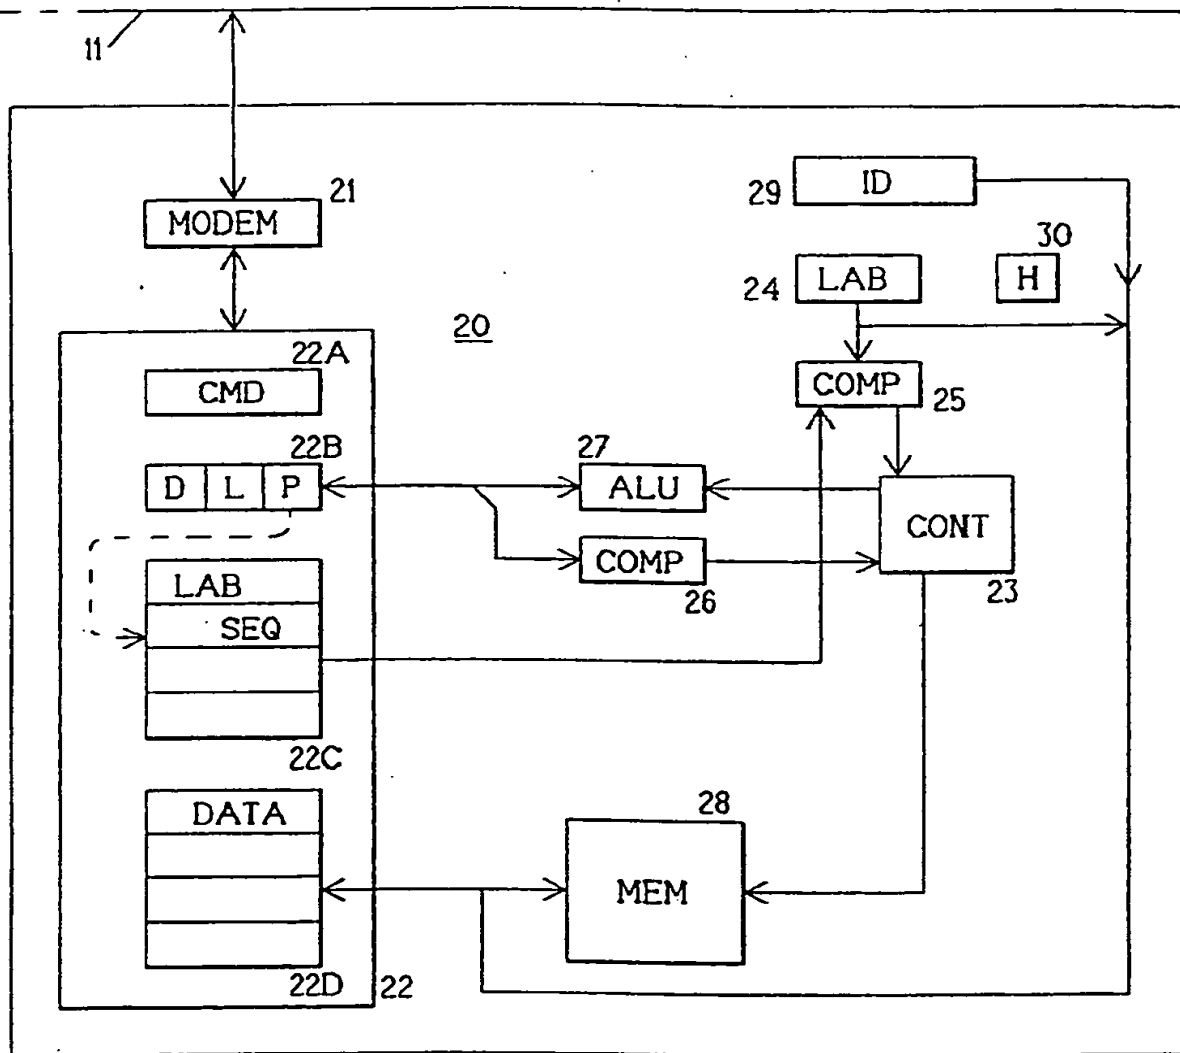 11
21
MODEM
29
ID
30
24
LAB
H
20
22A
CMD
COMP
25
22B
D L P
27
ALU
CONT
23
COMP
26
LAB
SEQ
22C
DATA
28
MEM
22D
22